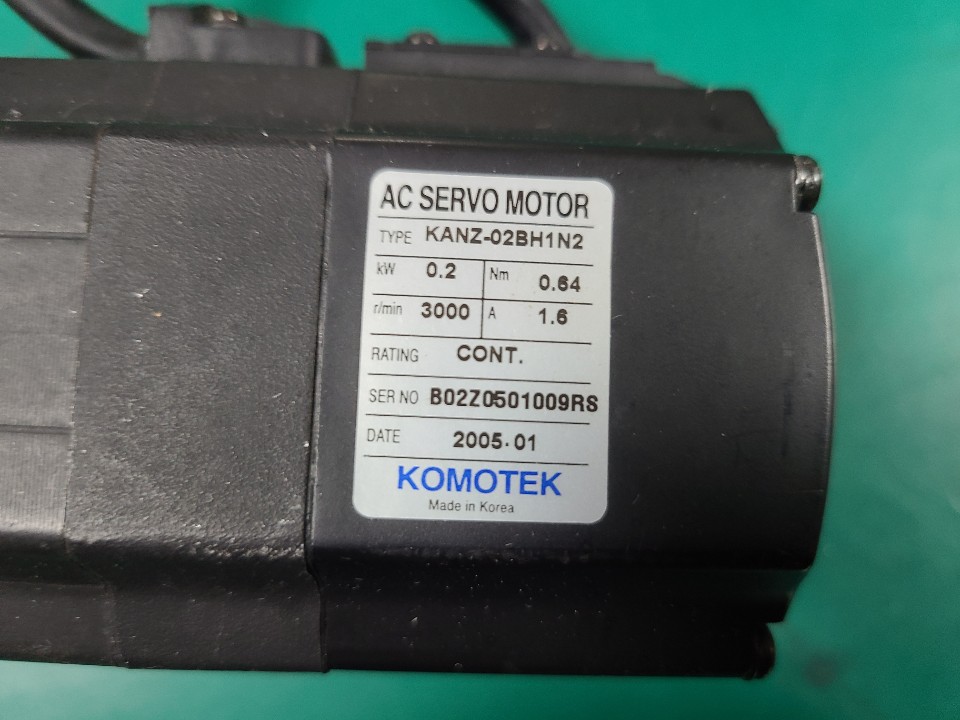 AC SERVO MOTOR
TYPE KANZ-02BH1N2
kW 0.2 Nm 0.64
r/min 3000 A 1.6
RATING CONT.
SER NO B02Z0501009RS
DATE 2005.01
KOMOTEK
Made in Korea